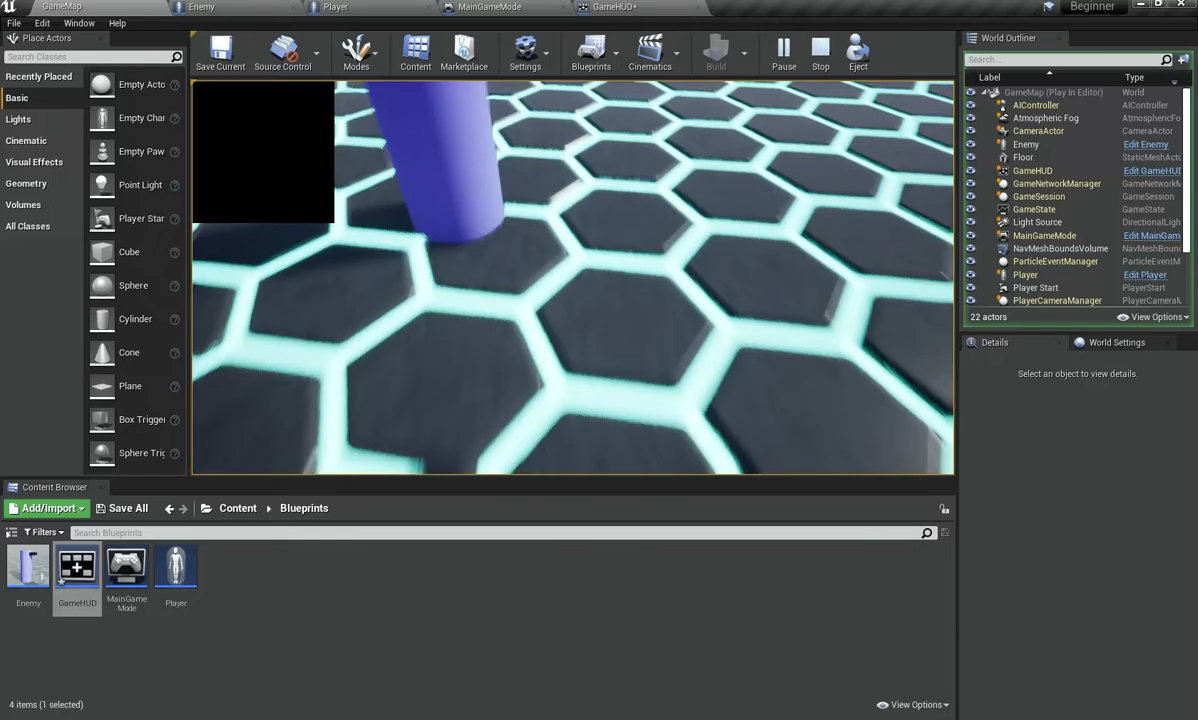 GameMap
Enemy
Player
MainGameMode
GameHUD*
Beginner
File Edit Window Help
Place Actors
Search Classes
Recently Placed
Basic
Lights
Cinematic
Visual Effects
Geometry
Volumes
All Classes
Empty Acto
Empty Char
Empty Paw
Point Light
Player Star
Cube
Sphere
Cylinder
Cone
Plane
Box Trigger
Sphere Trig
Save Current
Source Control
Modes
Content
Marketplace
Settings
Blueprints
Cinematics
Build
Pause
Stop
Eject
World Outliner
Search...
Label Type
GameMap (Play In Editor) World
AIController AIController
Atmospheric Fog AtmosphericFo
CameraActor CameraActor
Enemy Edit Enemy
Floor StaticMeshActo
GameHUD Edit GameHUD
GameNetworkManager GameNetworkM
GameSession GameSession
GameState GameState
Light Source DirectionalLigh
MainGameMode Edit MainGam
NavMeshBoundsVolume NavMeshBoun
ParticleEventManager ParticleEventM
Player Edit Player
Player Start PlayerStart
PlayerCameraManager PlayerCameraM
22 actors
View Options
Details
World Settings
Select an object to view details.
Content Browser
Add/Import
Save All
Content
Blueprints
Filters
Search Blueprints
Enemy
GameHUD
MainGame
Mode
Player
4 items (1 selected)
View Options